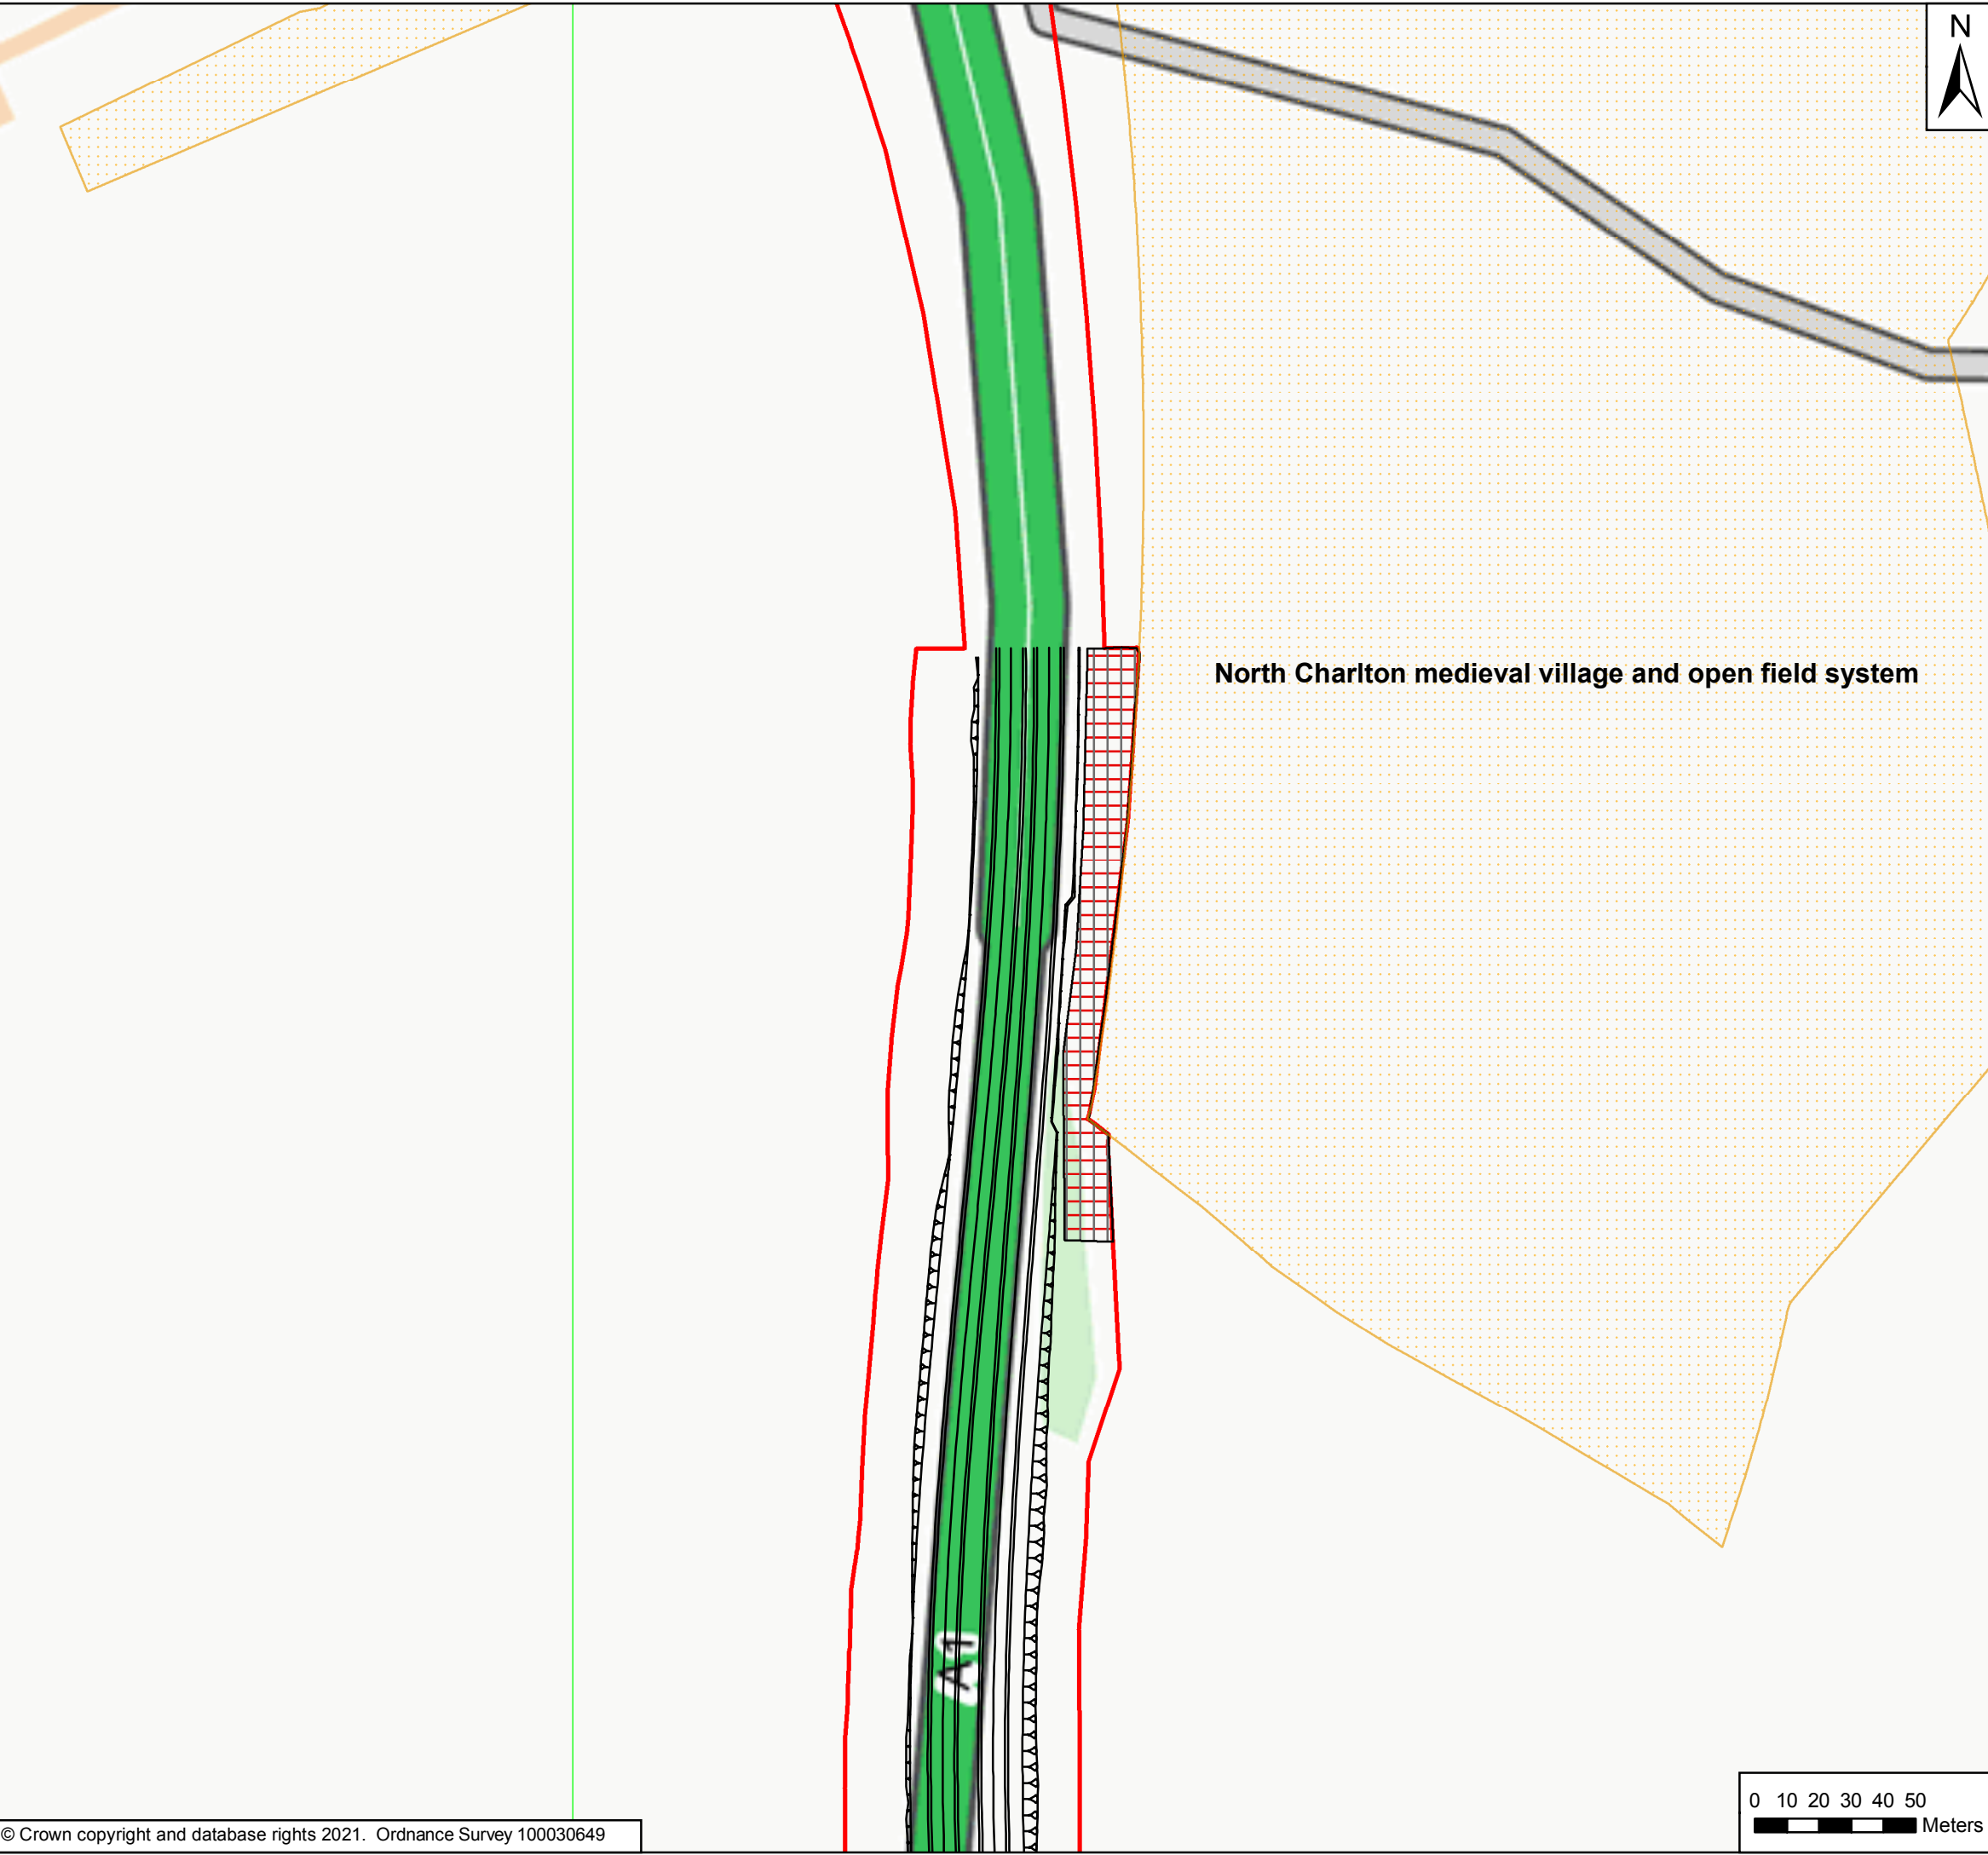 N
North Charlton medieval village and open field system
A1
0 10 20 30 40 50
Meters
© Crown copyright and database rights 2021. Ordnance Survey 100030649